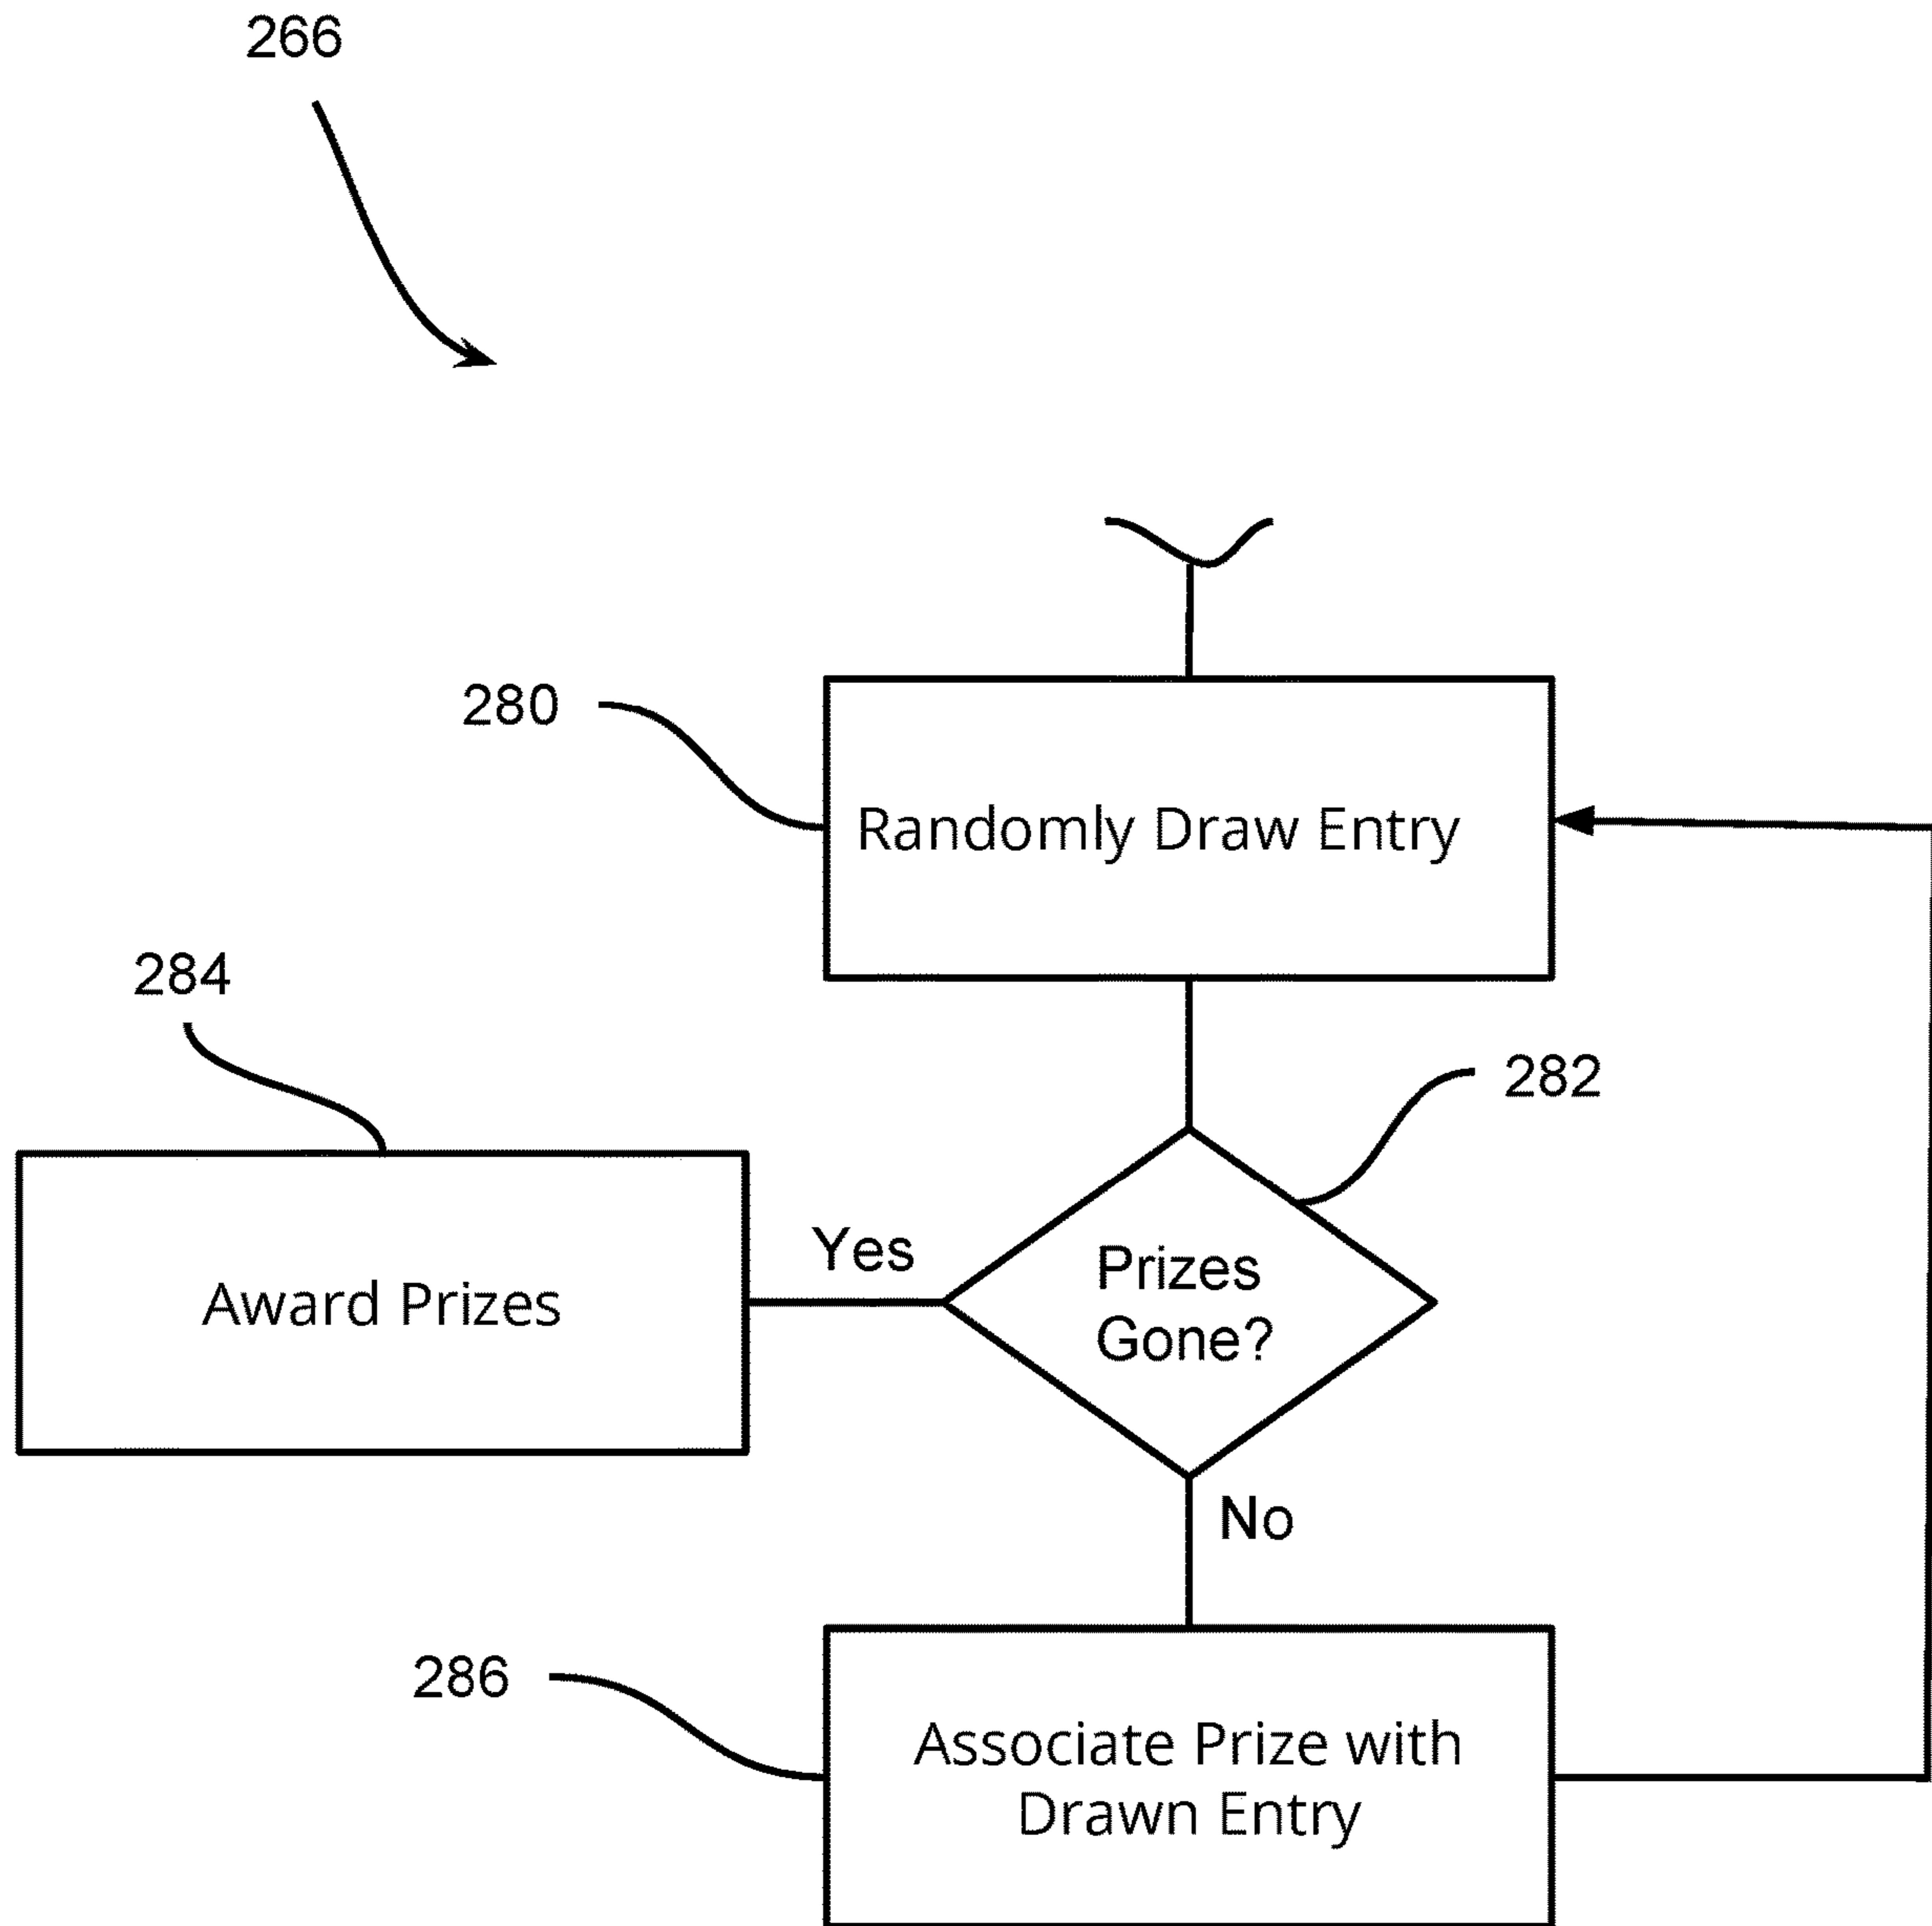 266
280
Randomly Draw Entry
284
282
Yes
Prizes
Gone?
Award Prizes
No
286
Associate Prize with
Drawn Entry